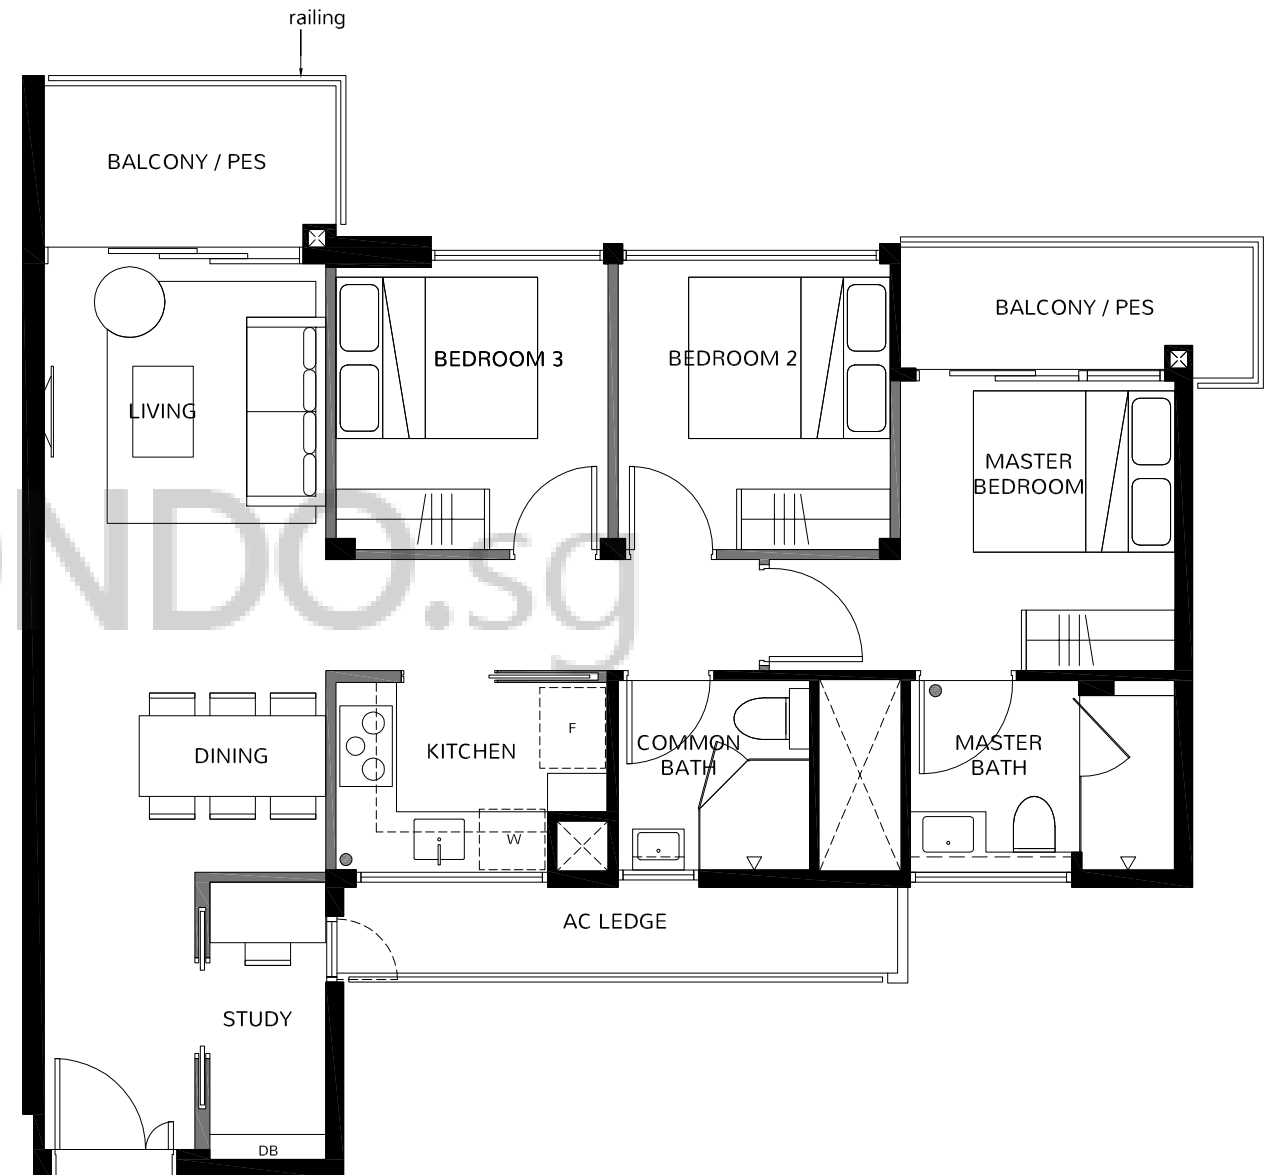 railing
BALCONY / PES
BALCONY / PES
BEDROOM 3
BEDROOM 2
LIVING
MASTER
BEDROOM
ONDO.sg
DINING
KITCHEN
F
COMMON
BATH
MASTER
BATH
W
AC LEDGE
STUDY
DB